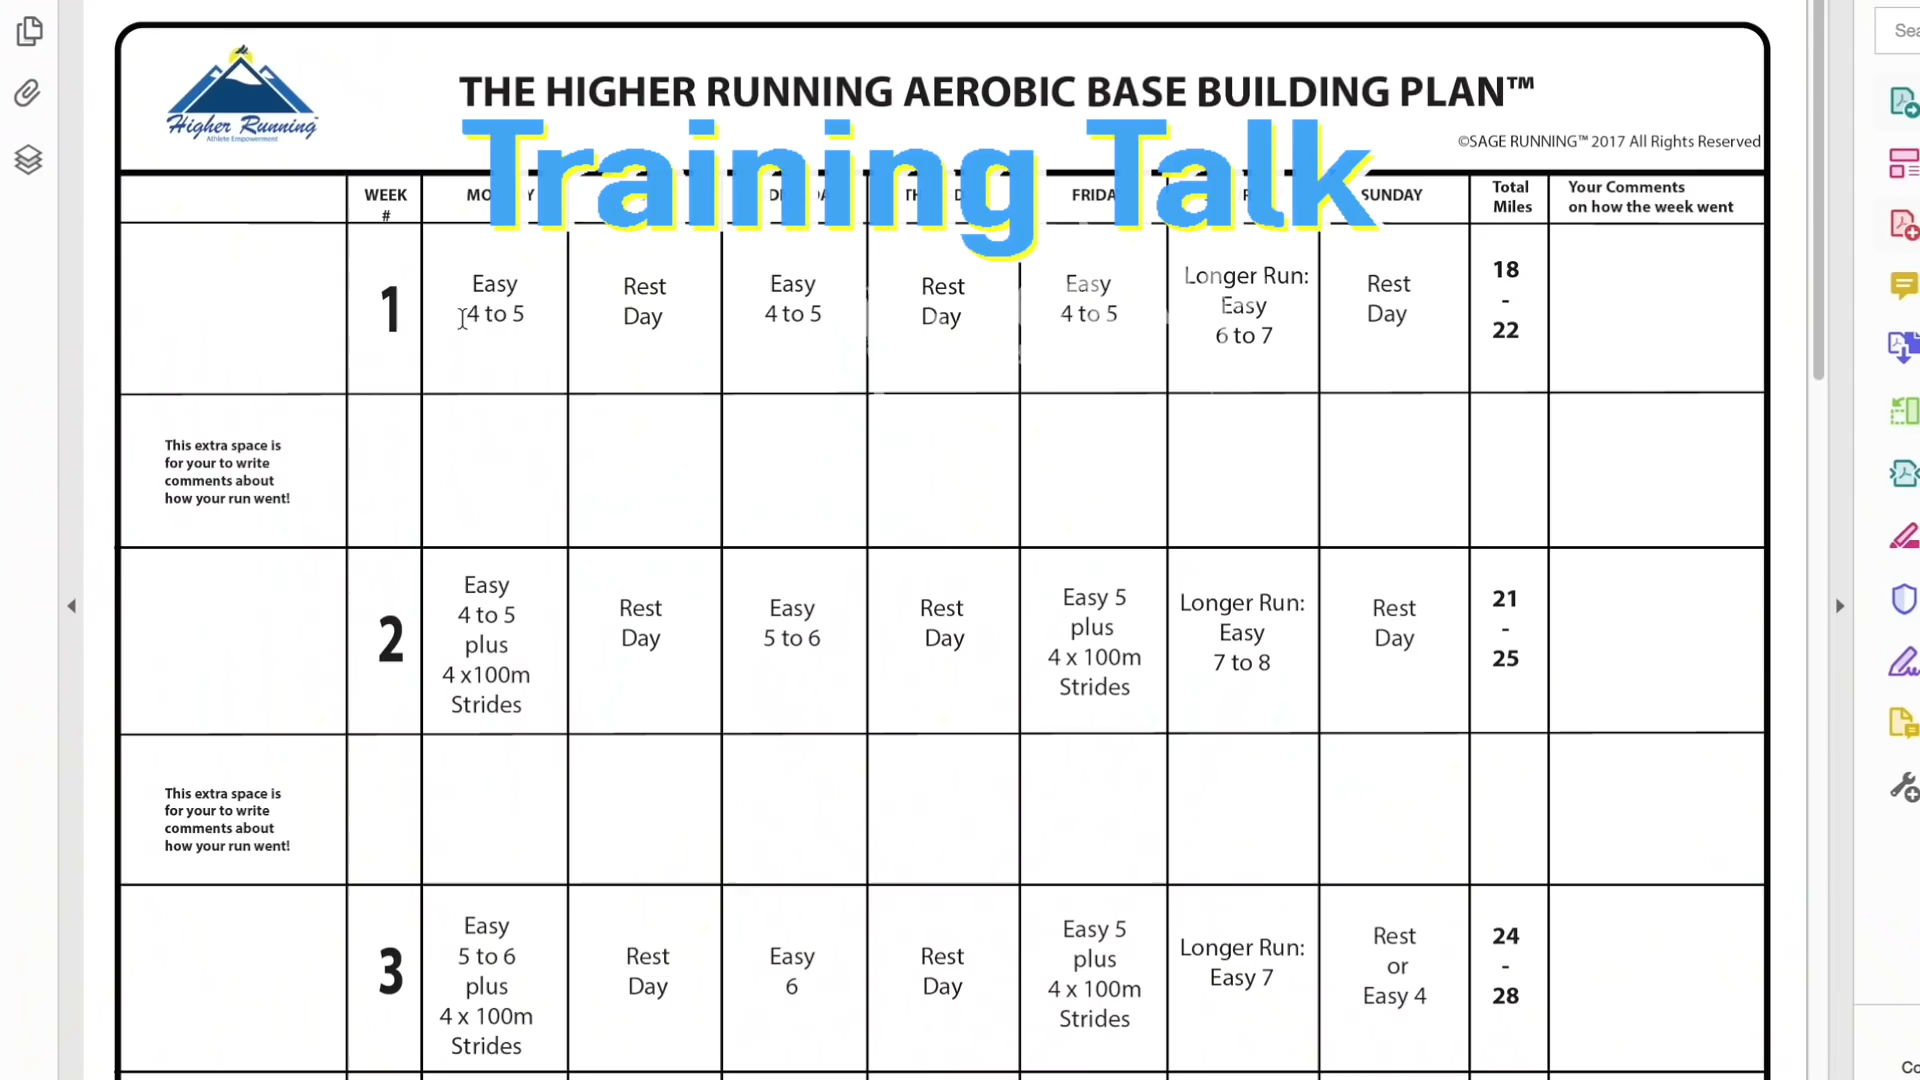 THE HIGHER RUNNING AEROBIC BASE BUILDING PLAN™
Higher Running
Athlete Empowerment
Training Talk
©SAGE RUNNING™ 2017 All Rights Reserved
Sea
WEEK
#
FRIDA
SUNDAY
Total
Miles
Your Comments
on how the week went
1
Easy
4 to 5
Rest
Day
Easy
4 to 5
Rest
Day
Easy
4 to 5
Longer Run:
Easy
6 to 7
Rest
Day
18
-
22
This extra space is
for your to write
comments about
how your run went!
2
Easy
4 to 5
plus
4 x100m
Strides
Rest
Day
Easy
5 to 6
Rest
Day
Easy 5
plus
4 x 100m
Strides
Longer Run:
Easy
7 to 8
Rest
Day
21
-
25
This extra space is
for your to write
comments about
how your run went!
3
Easy
5 to 6
plus
4 x 100m
Strides
Rest
Day
Easy
6
Rest
Day
Easy 5
plus
4 x 100m
Strides
Longer Run:
Easy 7
Rest
or
Easy 4
24
-
28
Co